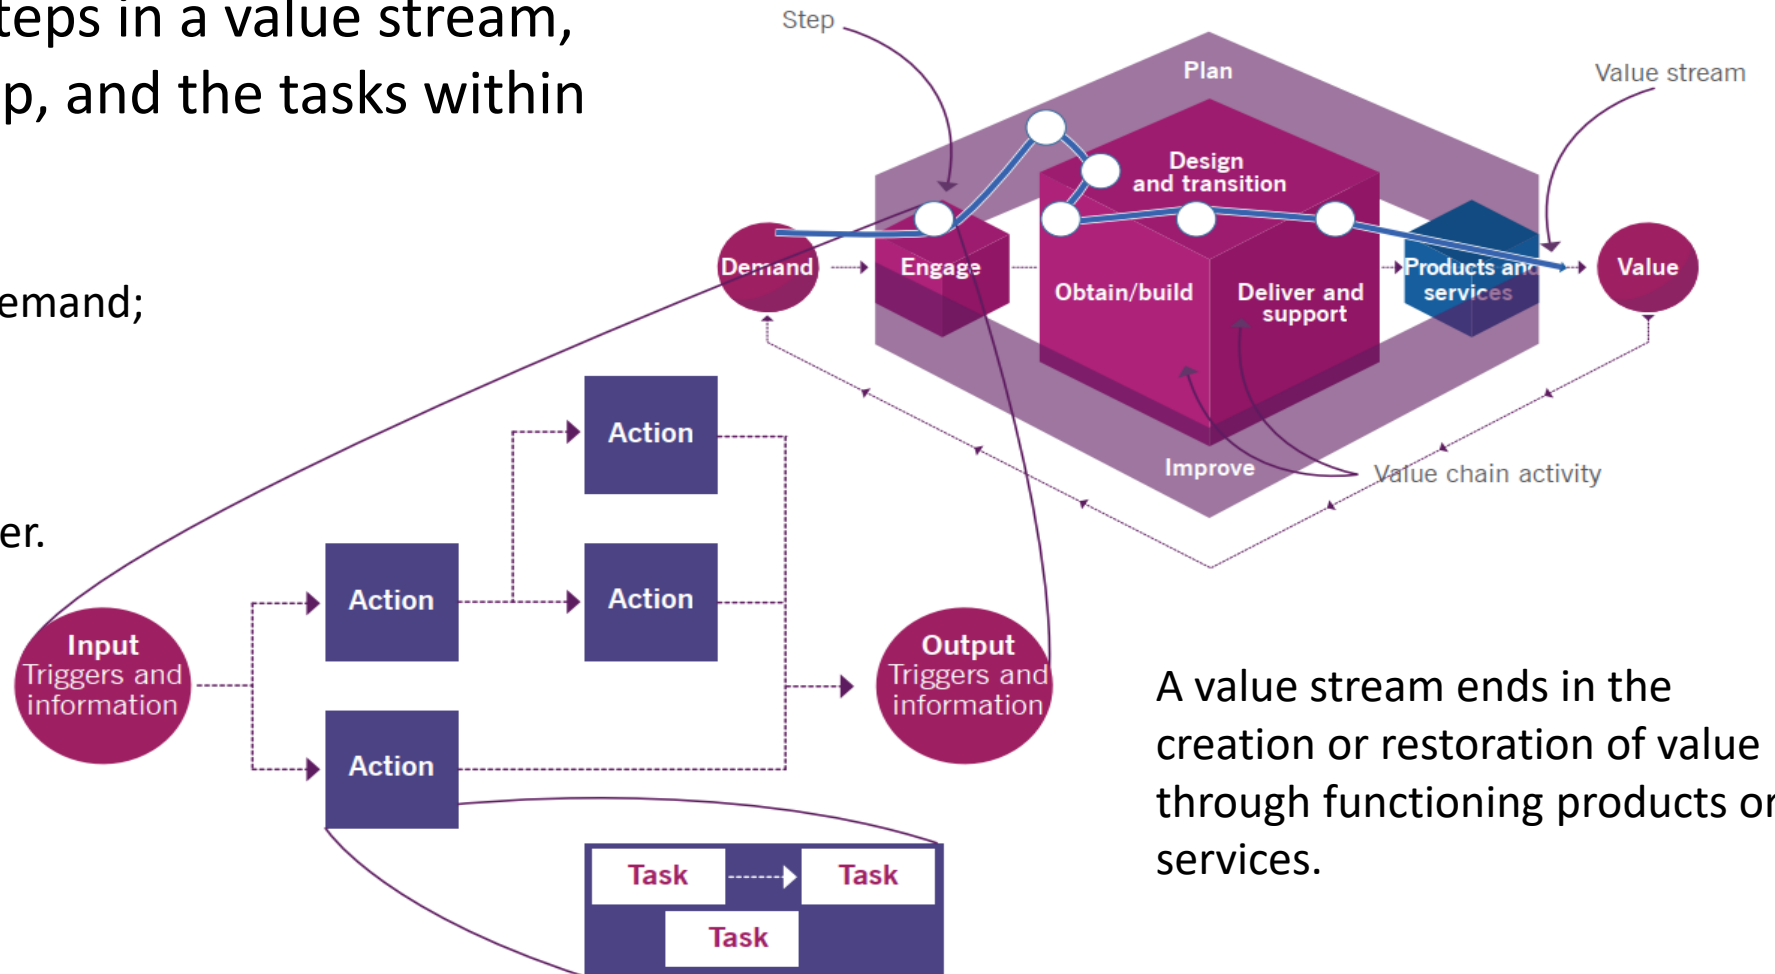 teps in a value stream,
p, and the tasks within
emand;
er.
Step
Plan
Value stream
Design
and transition
Demand
Engage
Obtain/build
Deliver and
support
Products and
services
Value
Improve
Value chain activity
Action
Action
Action
Action
Input
Triggers and
information
Output
Triggers and
information
Task
Task
Task
A value stream ends in the
creation or restoration of value
through functioning products or
services.